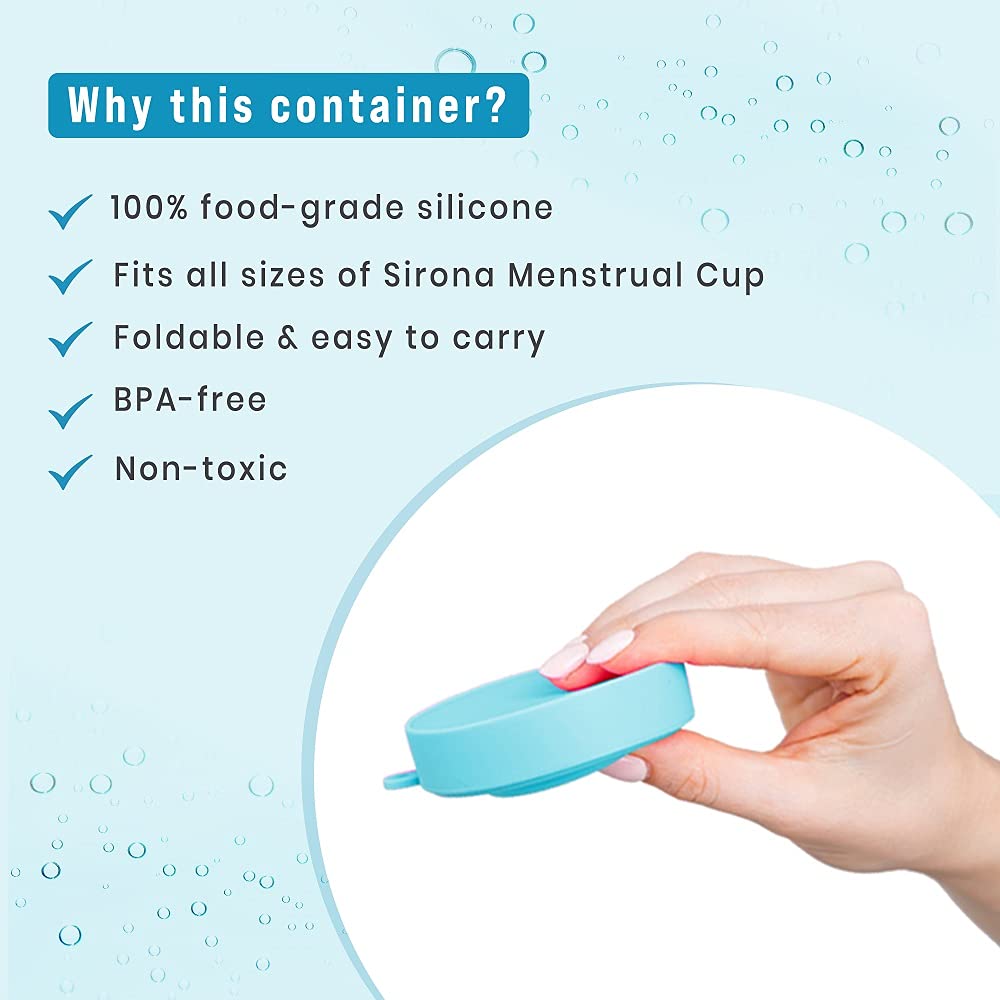 Why this container?
100% food-grade silicone
Fits all sizes of Sirona Menstrual Cup
Foldable & easy to carry
BPA-free
Non-toxic